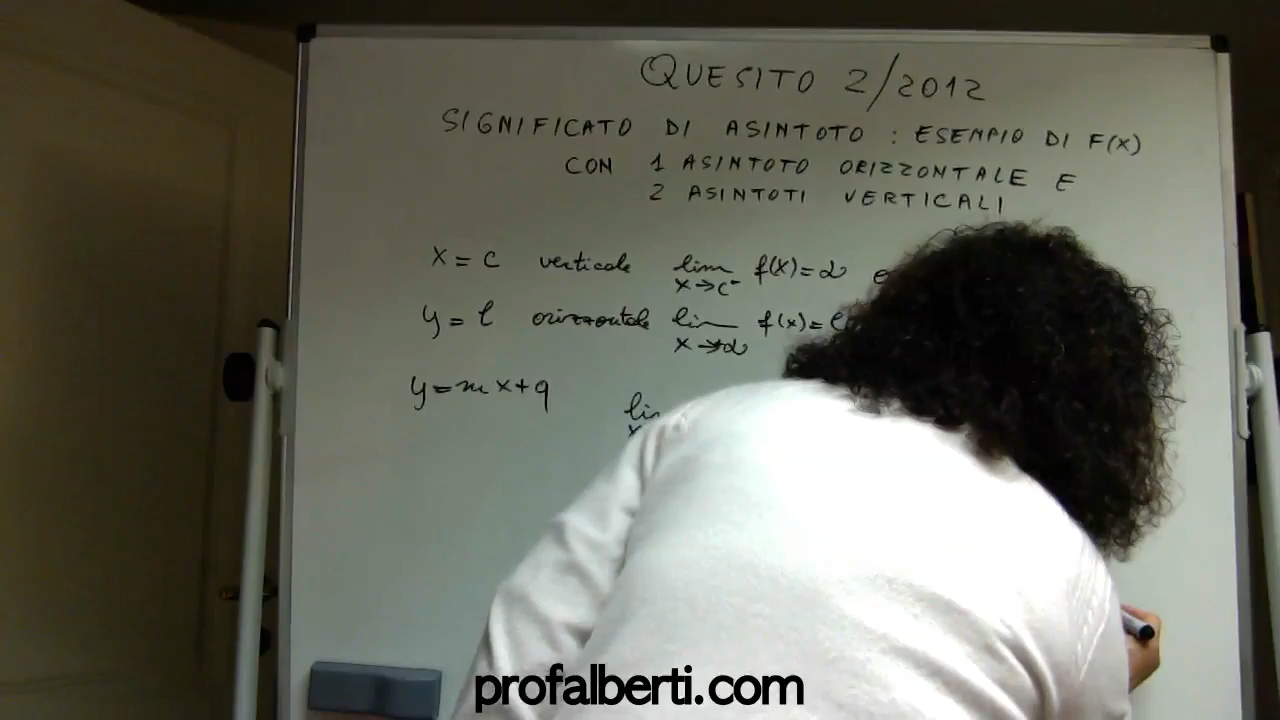 QUESITO 2/2012
SIGNIFICATO DI ASINTOTO : ESEMPIO DI F(X)
CON 1 ASINTOTO ORIZZONTALE E
2 ASINTOTI VERTICALI
x = c verticale lim f(x) = ∞
x→c⁻
y = l orizzontale lim f(x) = l
x→∞
y = mx + q
lim
x
profalberti.com